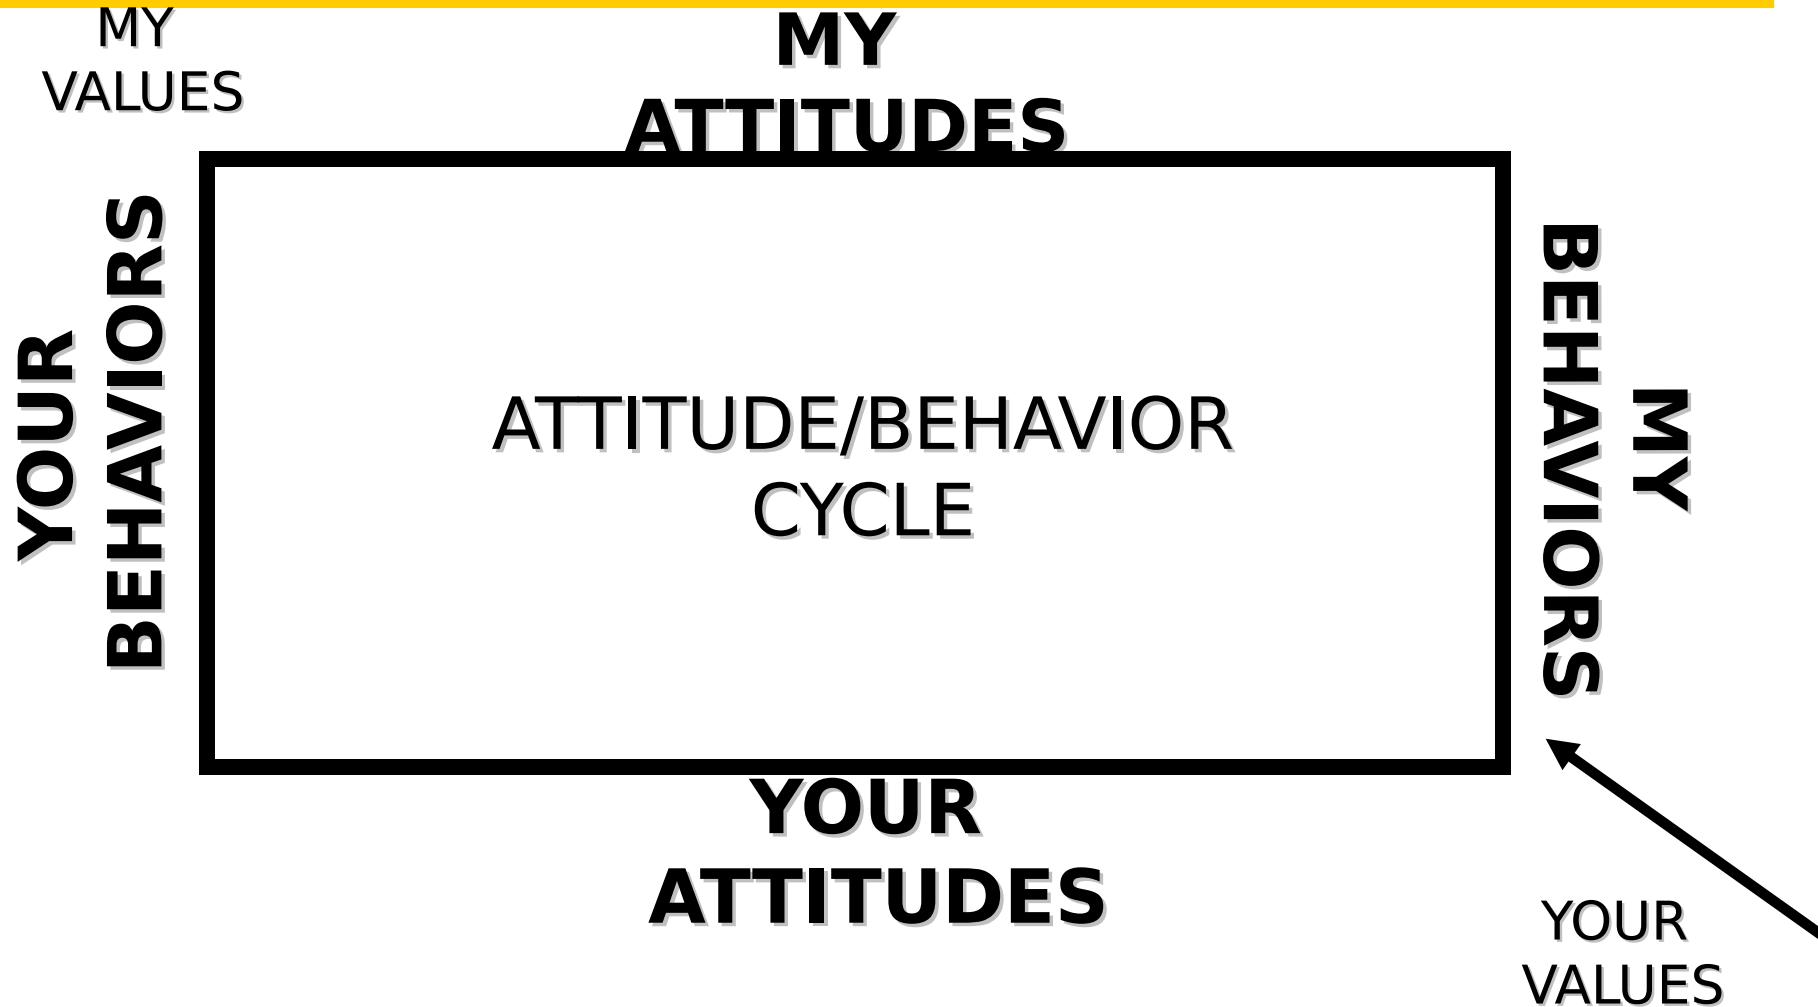 MY
VALUES
MY
ATTITUDES
YOUR
BEHAVIORS
ATTITUDE/BEHAVIOR
CYCLE
MY
BEHAVIORS
YOUR
ATTITUDES
YOUR
VALUES